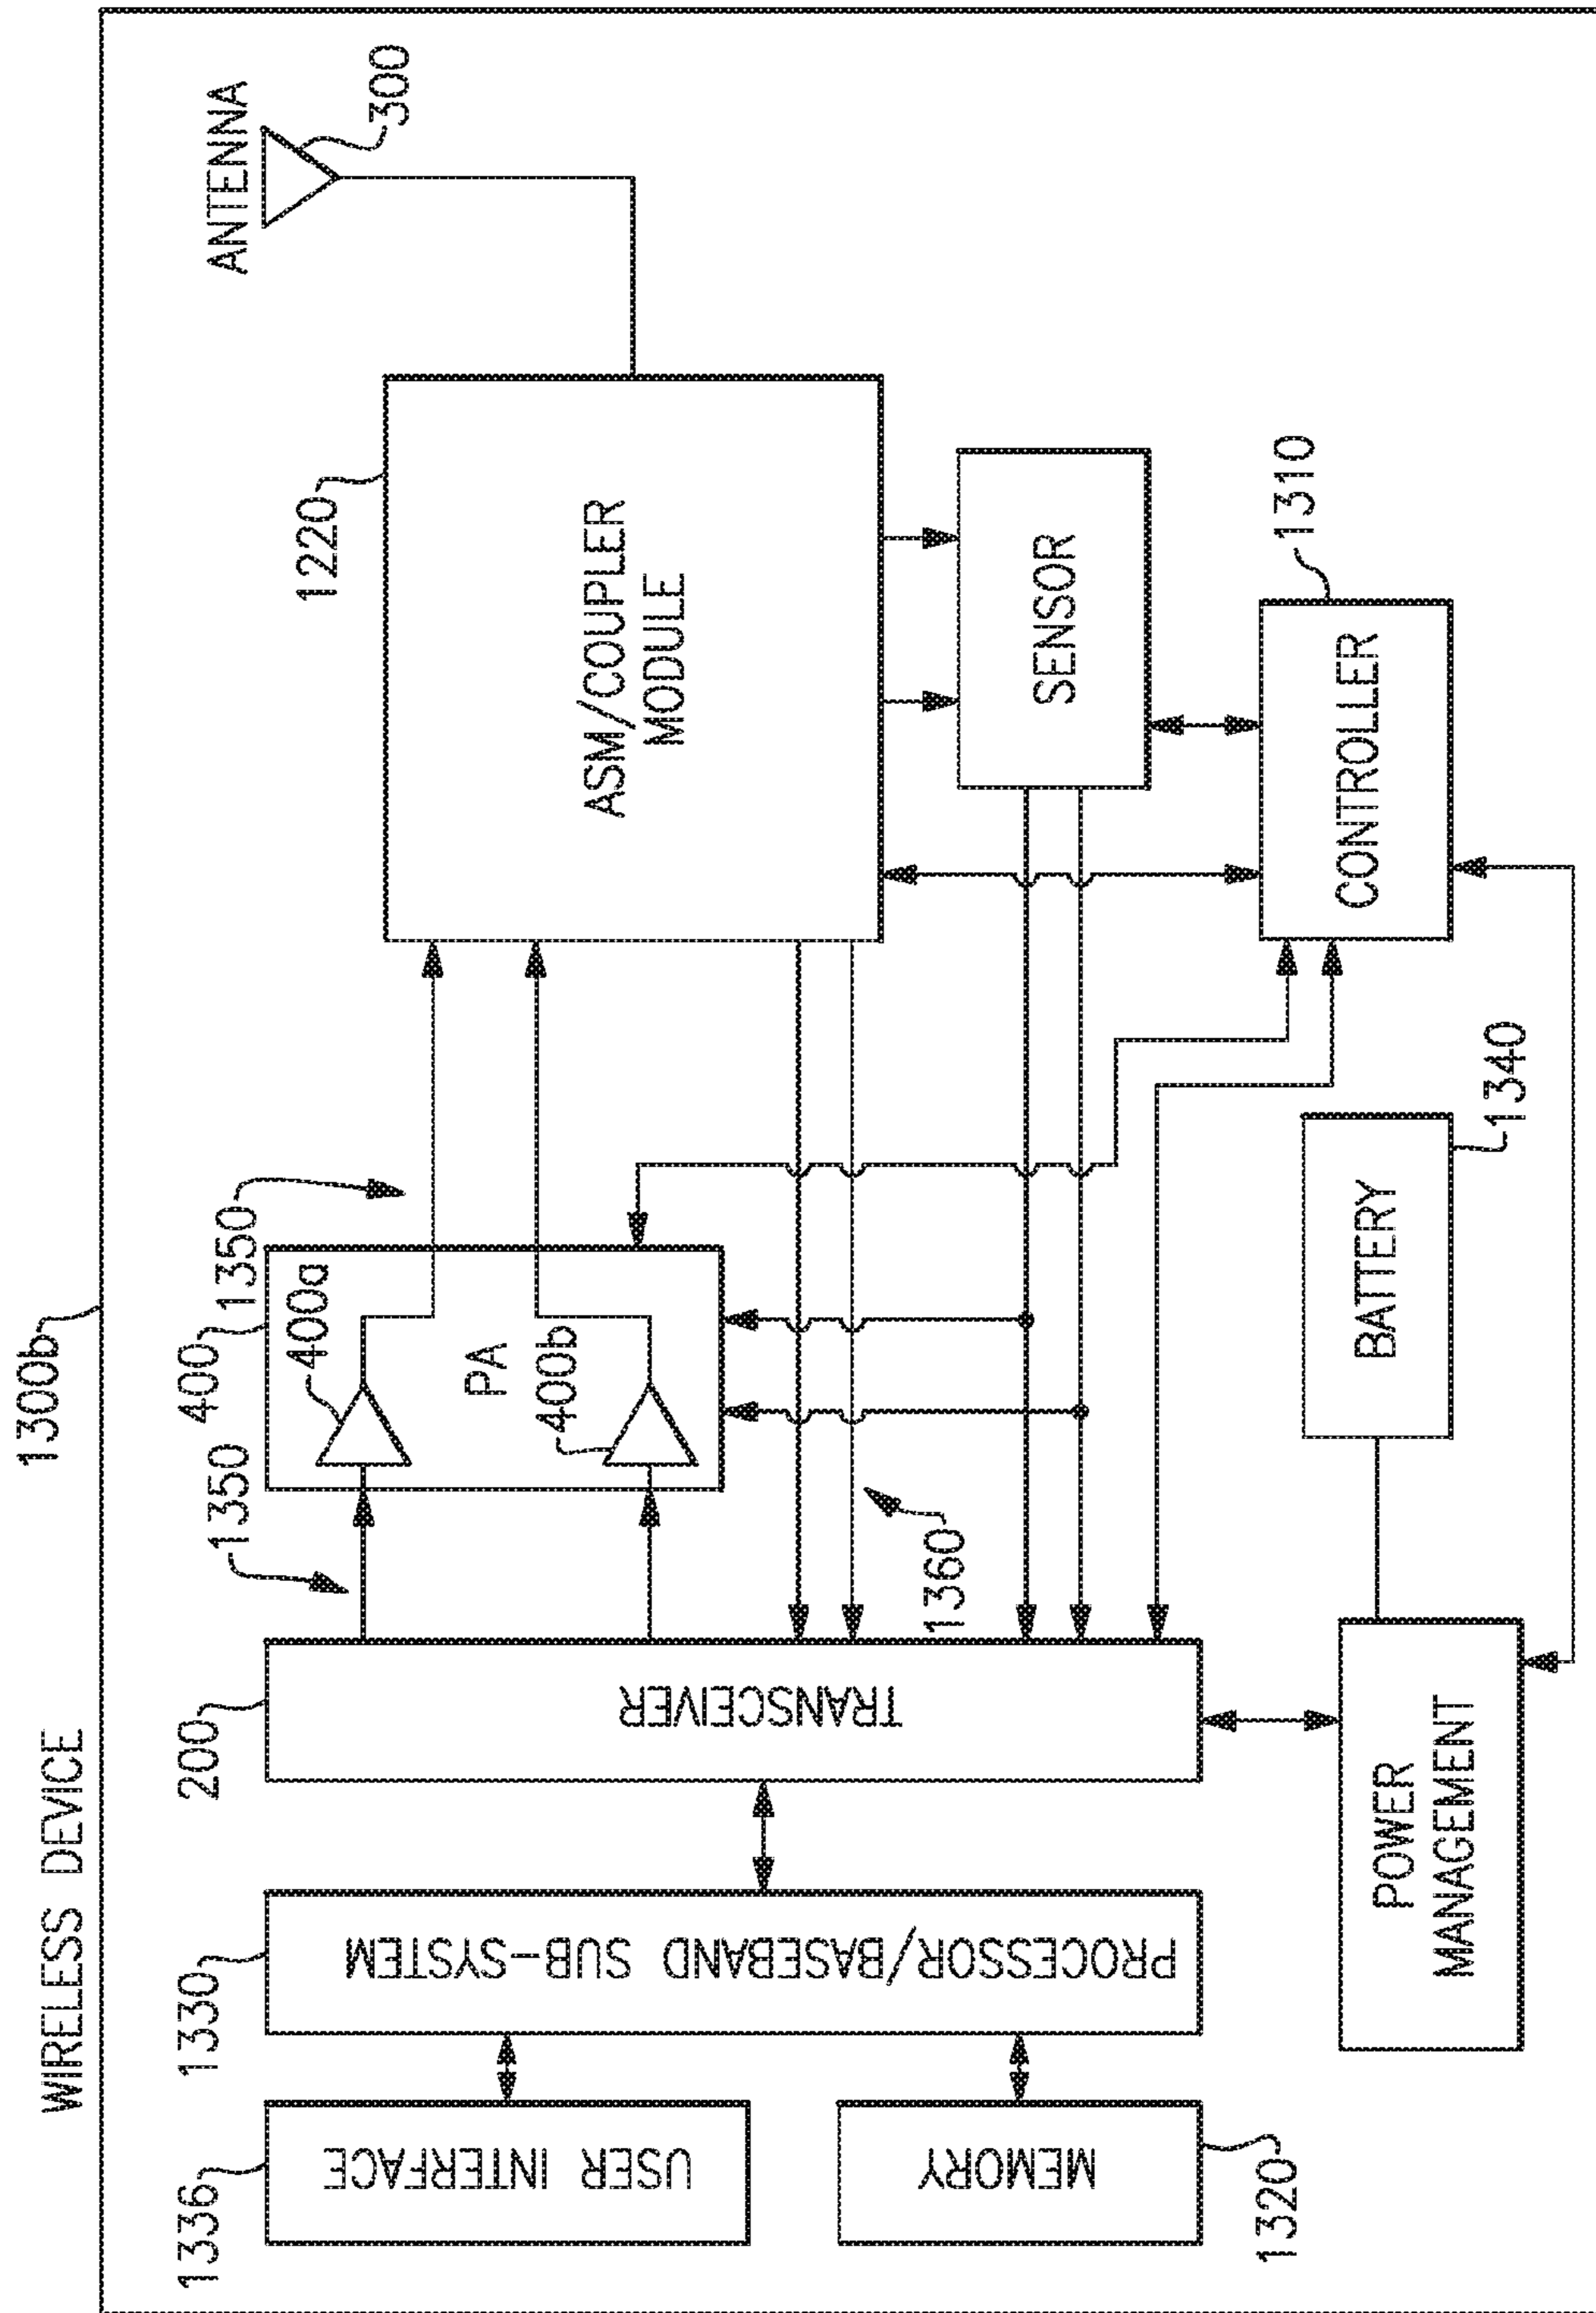 WIRELESS DEVICE
1300b
1336
USER INTERFACE
MEMORY
1320
1330
PROCESSOR/BASEBAND SUB-SYSTEM
200
TRANSCEIVER
1350
400
1350
400a
PA
400b
1360
1220
ASM/COUPLER
MODULE
ANTENNA
300
SENSOR
1310
CONTROLLER
BATTERY
1340
POWER
MANAGEMENT